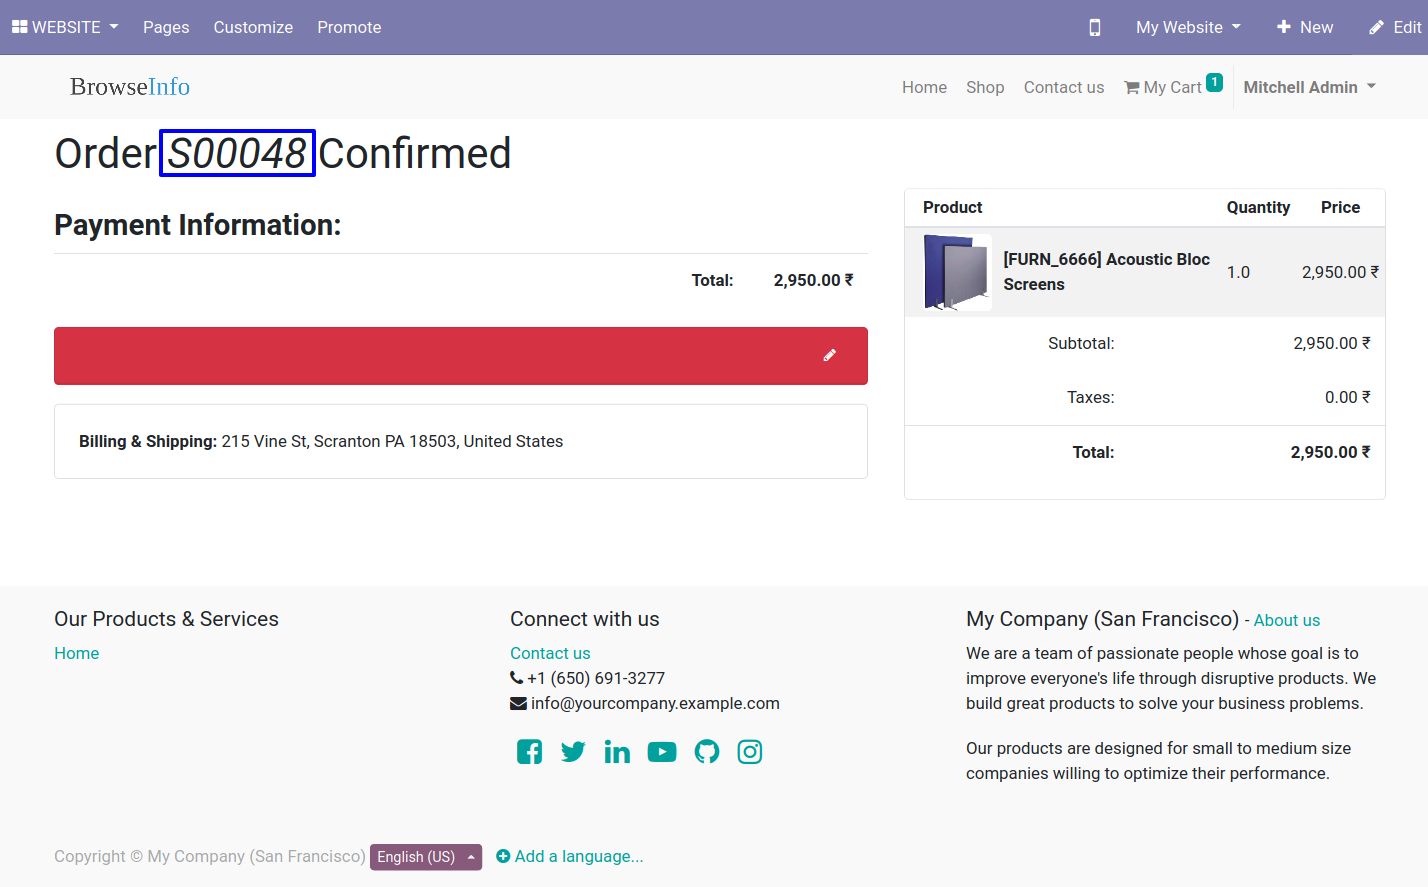 WEBSITE Pages Customize Promote My Website New Edit
BrowseInfo Home Shop Contact us My Cart 1 Mitchell Admin
Order S00048 Confirmed
Payment Information:
Total: 2,950.00 ₹
Billing & Shipping: 215 Vine St, Scranton PA 18503, United States
Product Quantity Price
[FURN_6666] Acoustic Bloc
Screens
1.0 2,950.00 ₹
Subtotal: 2,950.00 ₹
Taxes: 0.00 ₹
Total: 2,950.00 ₹
Our Products & Services
Home
Connect with us
Contact us
+1 (650) 691-3277
info@yourcompany.example.com
My Company (San Francisco) - About us
We are a team of passionate people whose goal is to
improve everyone's life through disruptive products. We
build great products to solve your business problems.
Our products are designed for small to medium size
companies willing to optimize their performance.
Copyright © My Company (San Francisco) English (US) Add a language...